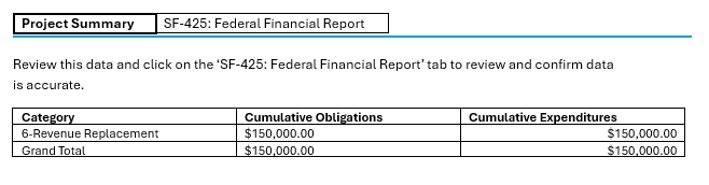 Project Summary SF-425: Federal Financial Report
Review this data and click on the ‘SF-425: Federal Financial Report’ tab to review and confirm data
is accurate.
Category Cumulative Obligations Cumulative Expenditures
6-Revenue Replacement $150,000.00 $150,000.00
Grand Total $150,000.00 $150,000.00